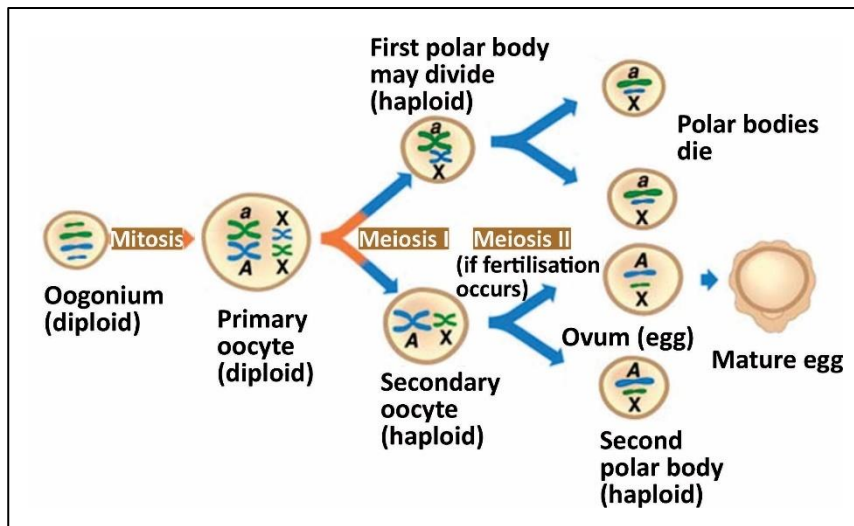 First polar body
may divide
(haploid)
a
X
a
X
Polar bodies
die
a
X
Mitosis
a
X
A
X
Meiosis I
Meiosis II
(if fertilisation
occurs)
Oogonium
(diploid)
Primary
oocyte
(diploid)
A
X
Secondary
oocyte
(haploid)
A
X
Ovum (egg)
Mature egg
A
X
Second
polar body
(haploid)